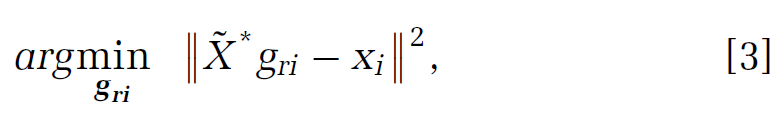 argmin ‖X̃* g_ri − x_i‖², [3]
g_ri